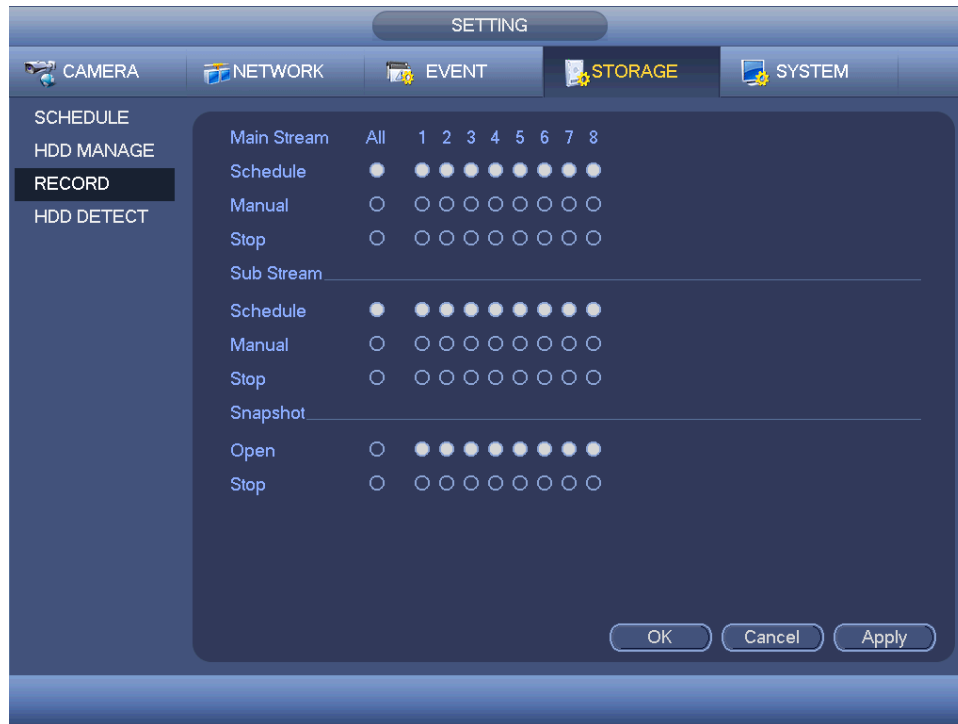 SETTING
CAMERA NETWORK EVENT STORAGE SYSTEM
SCHEDULE
HDD MANAGE
RECORD
HDD DETECT
Main Stream All 1 2 3 4 5 6 7 8
Schedule
Manual
Stop
Sub Stream
Schedule
Manual
Stop
Snapshot
Open
Stop
OK Cancel Apply